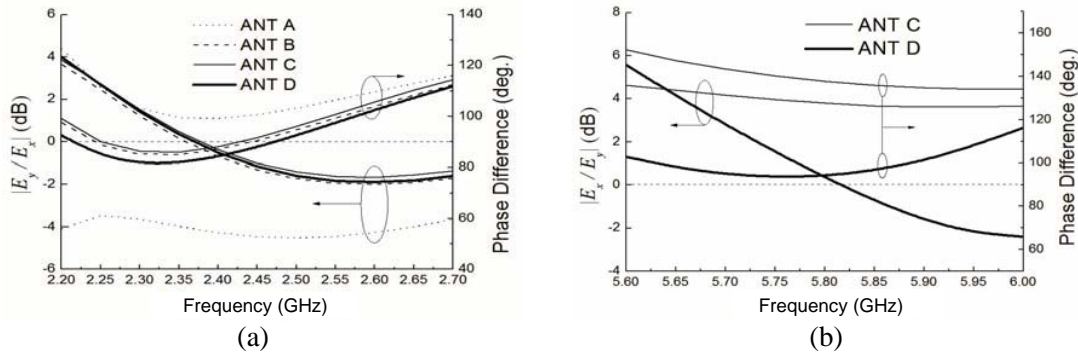 6
4
2
0
-2
-4
-6
|E_y / E_x| (dB)
ANT A
ANT B
ANT C
ANT D
140
120
100
80
60
40
Phase Difference (deg.)
2.20 2.25 2.30 2.35 2.40 2.45 2.50 2.55 2.60 2.65 2.70
Frequency (GHz)
(a)
8
6
4
2
0
-2
-4
|E_x / E_y| (dB)
ANT C
ANT D
160
140
120
100
80
60
Phase Difference (deg.)
5.60 5.65 5.70 5.75 5.80 5.85 5.90 5.95 6.00
Frequency (GHz)
(b)